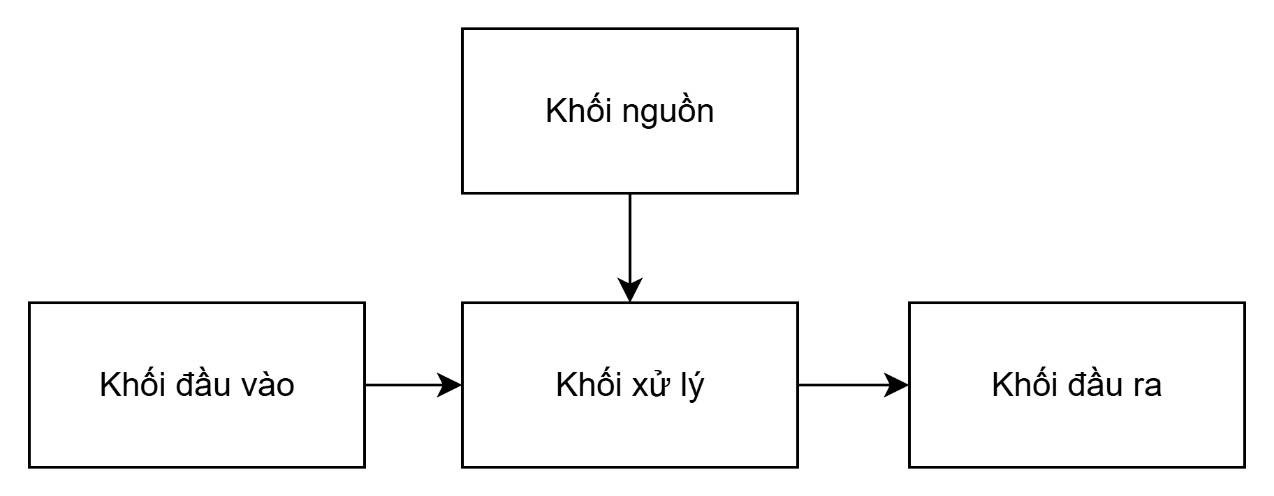 Khối nguồn
Khối đầu vào
Khối xử lý
Khối đầu ra